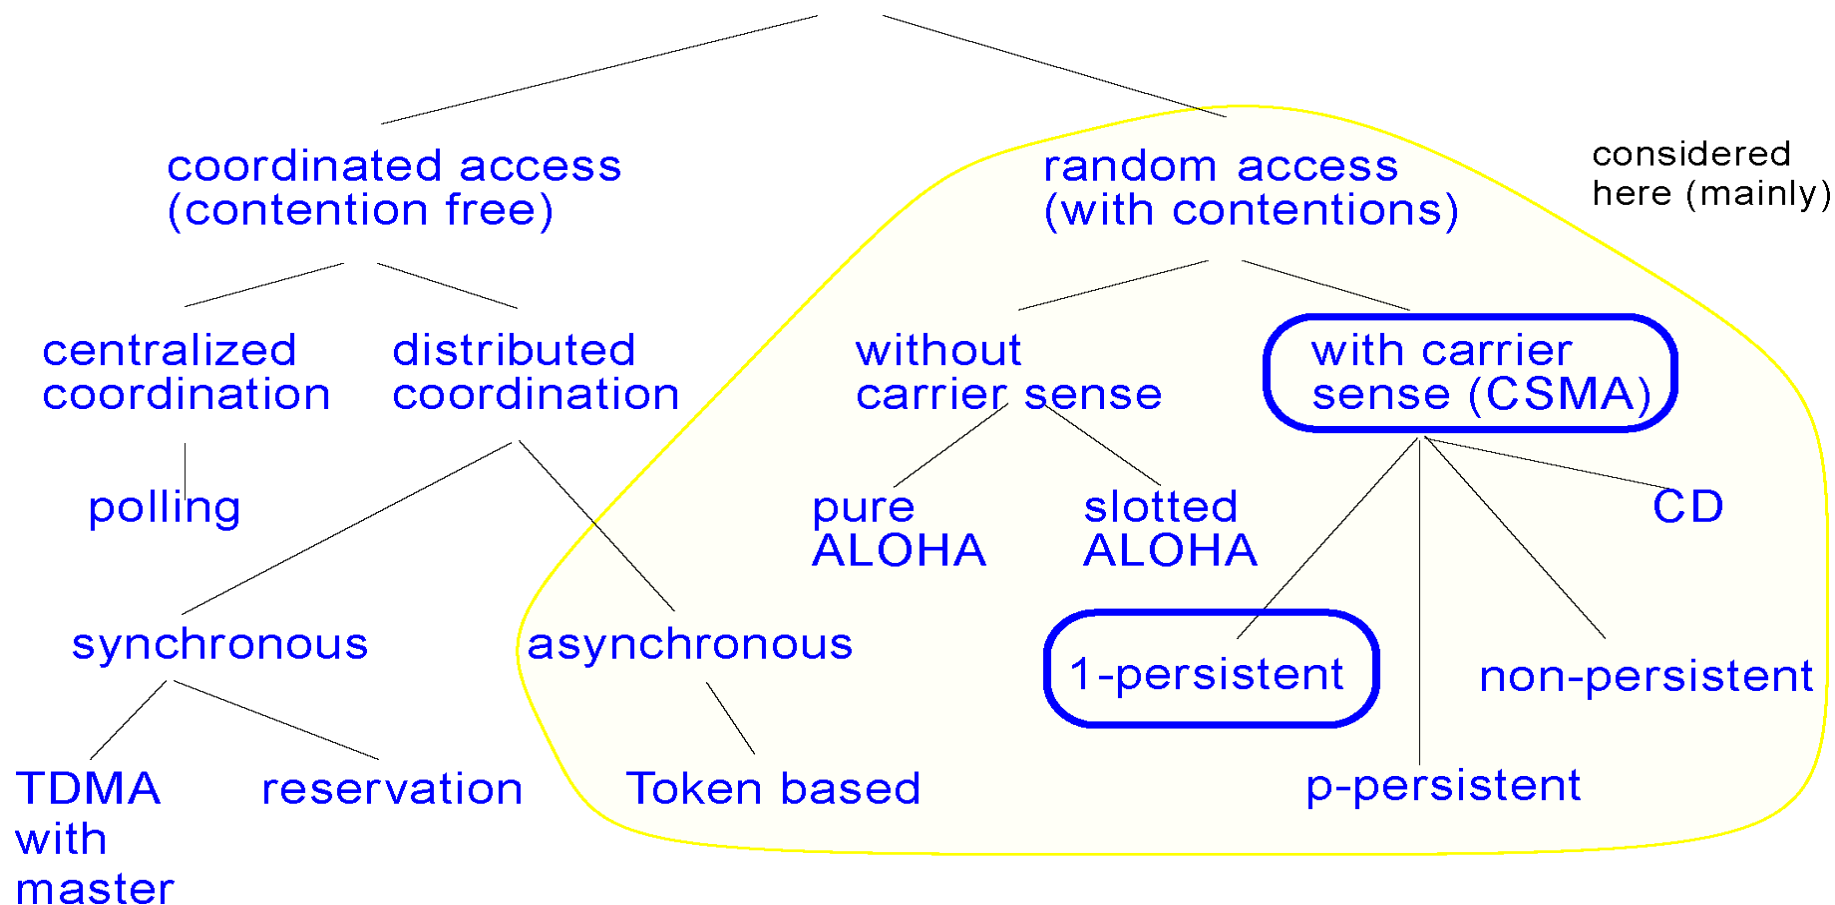 coordinated access
(contention free)
random access
(with contentions)
considered
here (mainly)
centralized
coordination
distributed
coordination
without
carrier sense
with carrier
sense (CSMA)
polling
pure
ALOHA
slotted
ALOHA
CD
synchronous
asynchronous
1-persistent
non-persistent
TDMA
with
master
reservation
Token based
p-persistent